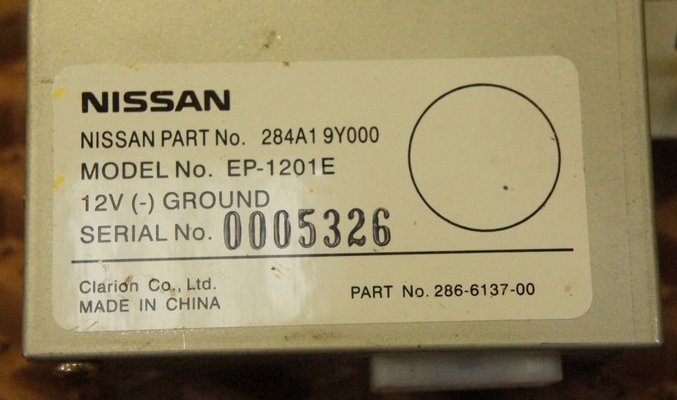 NISSAN
NISSAN PART No. 284A1 9Y000
MODEL No. EP-1201E
12V (-) GROUND
SERIAL No. 0005326
Clarion Co., Ltd.
MADE IN CHINA
PART No. 286-6137-00